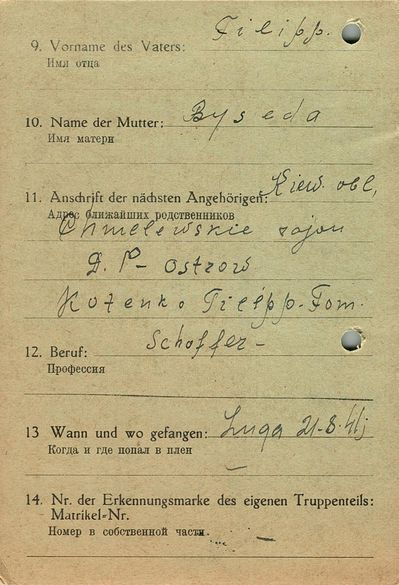 9. Vorname des Vaters: Filipp.
Имя отца
10. Name der Mutter: Byseda
Имя матери
11. Anschrift der nächsten Angehörigen: Kiew. obl,
Адрес ближайших родственников
Chmelewskie rajon
D. P- Ostrow
Kotenko Filipp-Fom.
12. Beruf: Schoffer-
Профессия
13 Wann und wo gefangen: Luga 21-8.41j
Когда и где попал в плен
14. Nr. der Erkennungsmarke des eigenen Truppenteils:
Matrikel-Nr.
Номер в собственной части.